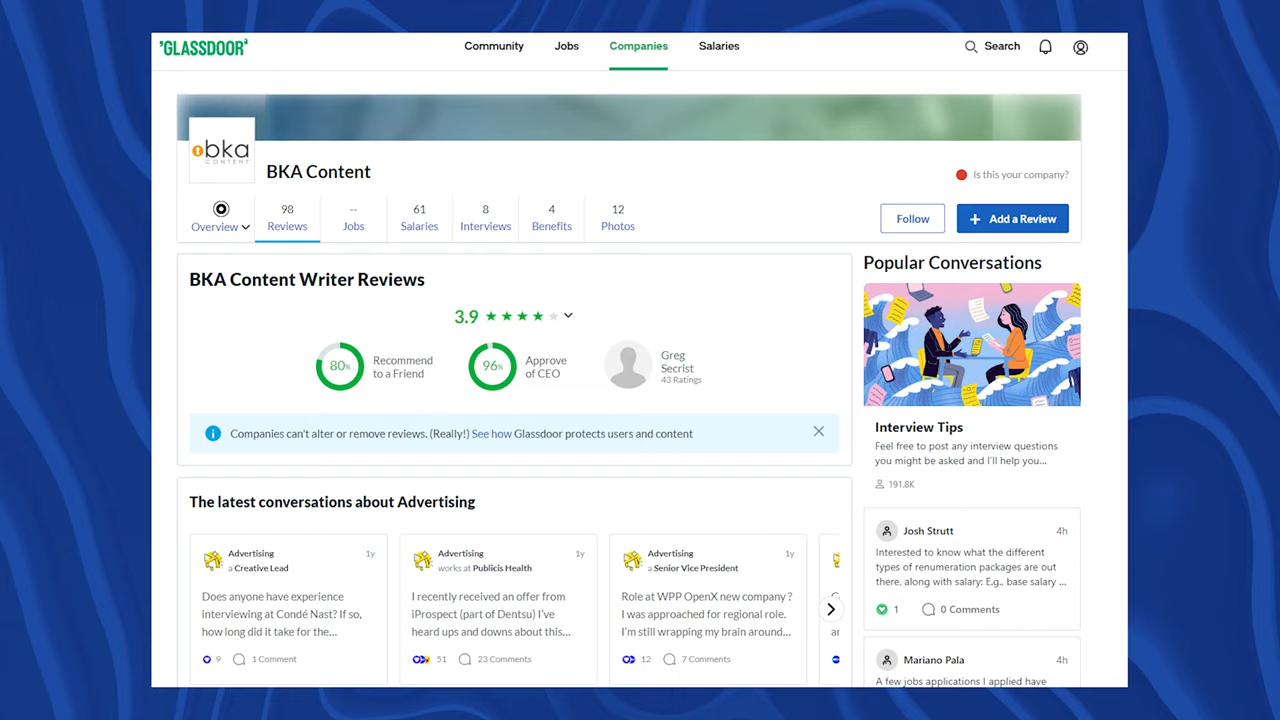 GLASSDOOR
Community
Jobs
Companies
Salaries
Search
bka
CONTENT
BKA Content
Is this your company?
Overview
98
Reviews
--
Jobs
61
Salaries
8
Interviews
4
Benefits
12
Photos
Follow
+ Add a Review
BKA Content Writer Reviews
3.9
80%
Recommend
to a Friend
96%
Approve
of CEO
Greg
Secrist
43 Ratings
Companies can't alter or remove reviews. (Really!) See how Glassdoor protects users and content
The latest conversations about Advertising
Advertising
1y
a Creative Lead
Does anyone have experience
interviewing at Condé Nast? If so,
how long did it take for the...
9
1 Comment
Advertising
1y
works at Publicis Health
I recently received an offer from
iProspect (part of Dentsu) I've
heard ups and downs about this...
51
23 Comments
Advertising
1y
a Senior Vice President
Role at WPP OpenX new company ?
I was approached for regional role.
I'm still wrapping my brain around...
12
7 Comments
Popular Conversations
Interview Tips
Feel free to post any interview questions
you might be asked and I'll help you...
191.8K
Josh Strutt
4h
Interested to know what the different
types of renumeration packages are out
there, along with salary: E.g., base salary ...
1
0 Comments
Mariano Pala
4h
A few jobs applications I applied have